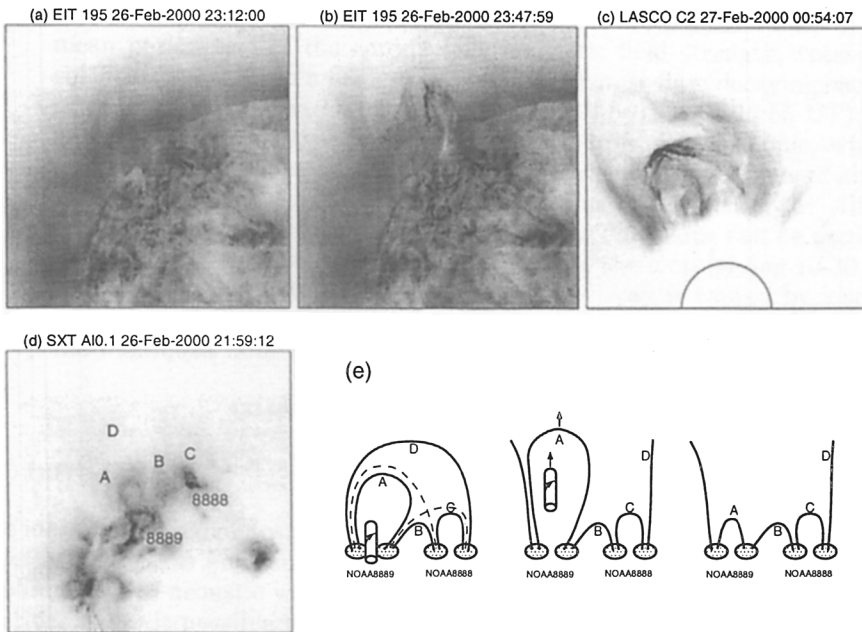 (a) EIT 195 26-Feb-2000 23:12:00
(b) EIT 195 26-Feb-2000 23:47:59
(c) LASCO C2 27-Feb-2000 00:54:07
(d) SXT Al0.1 26-Feb-2000 21:59:12
D
A
B
C
8888
8889
(e)
D
A
B
C
NOAA8889
NOAA8888
A
B
C
D
NOAA8889
NOAA8888
A
B
C
D
NOAA8889
NOAA8888